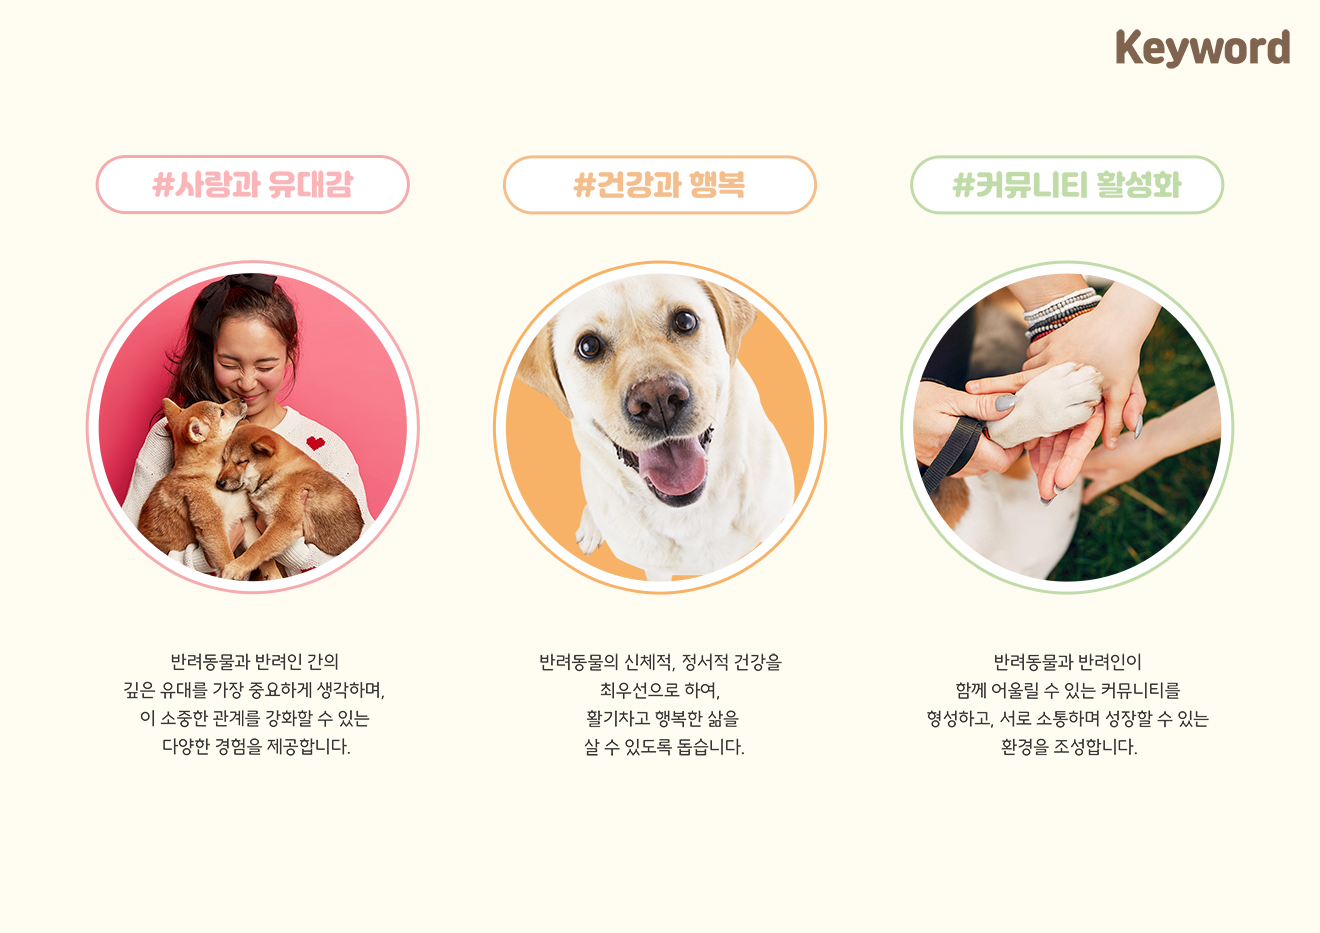 Keyword
#사랑과 유대감
#건강과 행복
#커뮤니티 활성화
반려동물과 반려인 간의
깊은 유대를 가장 중요하게 생각하며,
이 소중한 관계를 강화할 수 있는
다양한 경험을 제공합니다.
반려동물의 신체적, 정서적 건강을
최우선으로 하여,
활기차고 행복한 삶을
살 수 있도록 돕습니다.
반려동물과 반려인이
함께 어울릴 수 있는 커뮤니티를
형성하고, 서로 소통하며 성장할 수 있는
환경을 조성합니다.